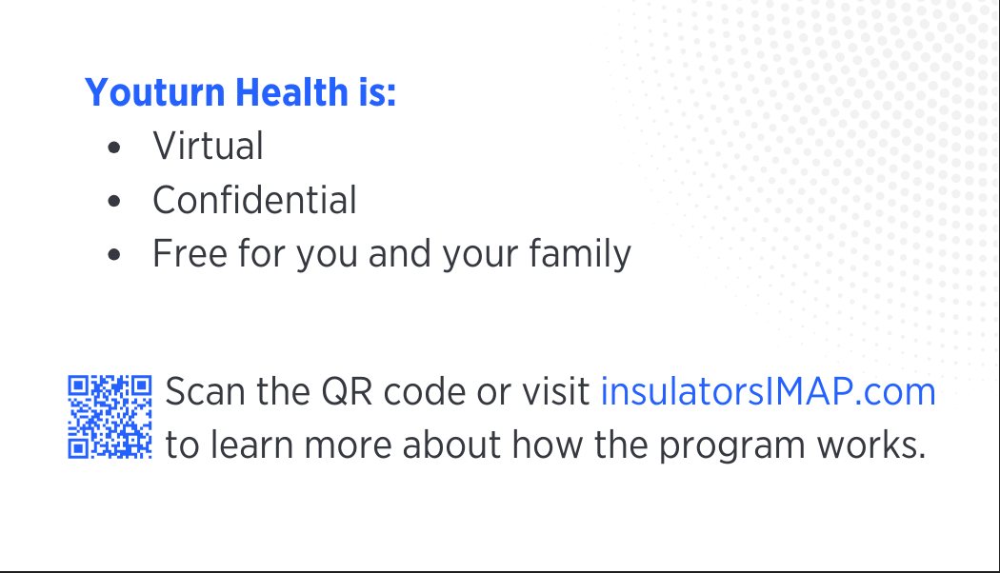 Youturn Health is:
• Virtual
• Confidential
• Free for you and your family
Scan the QR code or visit insulatorsIMAP.com
to learn more about how the program works.